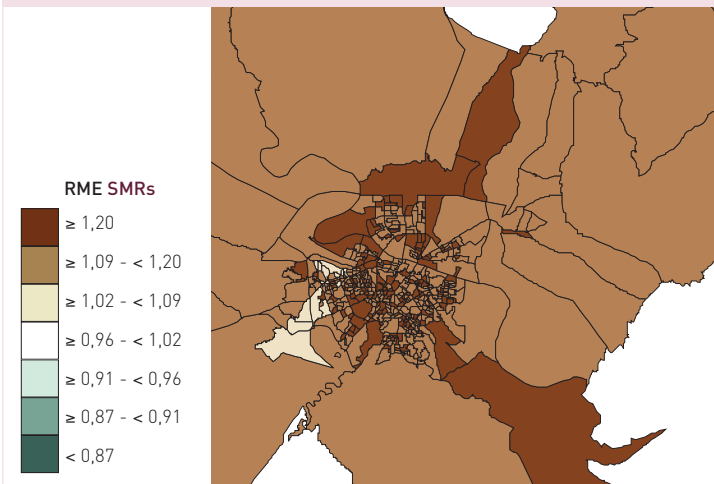 RME SMRs
≥ 1,20
≥ 1,09 - < 1,20
≥ 1,02 - < 1,09
≥ 0,96 - < 1,02
≥ 0,91 - < 0,96
≥ 0,87 - < 0,91
< 0,87